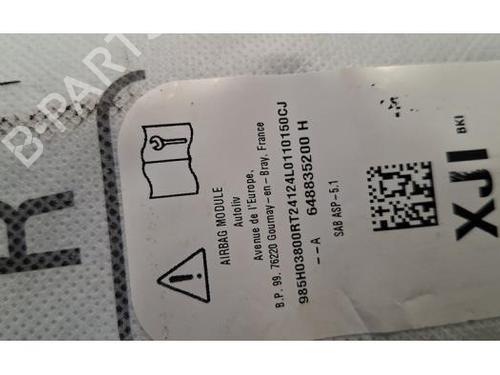 AIRBAG MODULE
Autoliv
Avenue de l'Europe,
B.P. 99. 76220 Gournay-en-Bray, France
985H03800RT24124L0110150CJ
648835200 H
--A
SAB ASP-5.1
XJI
BKI
R
B-PARTS